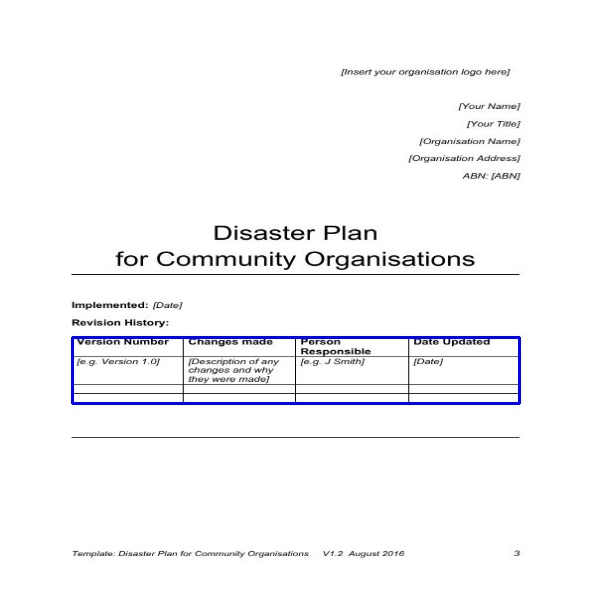 [Insert your organisation logo here]
[Your Name]
[Your Title]
[Organisation Name]
[Organisation Address]
ABN: [ABN]
Disaster Plan
for Community Organisations
Implemented: [Date]
Revision History:
Version Number Changes made Person Responsible Date Updated
[e.g. Version 1.0] [Description of any changes and why they were made] [e.g. J Smith] [Date]
Template: Disaster Plan for Community Organisations V1.2 August 2016 3